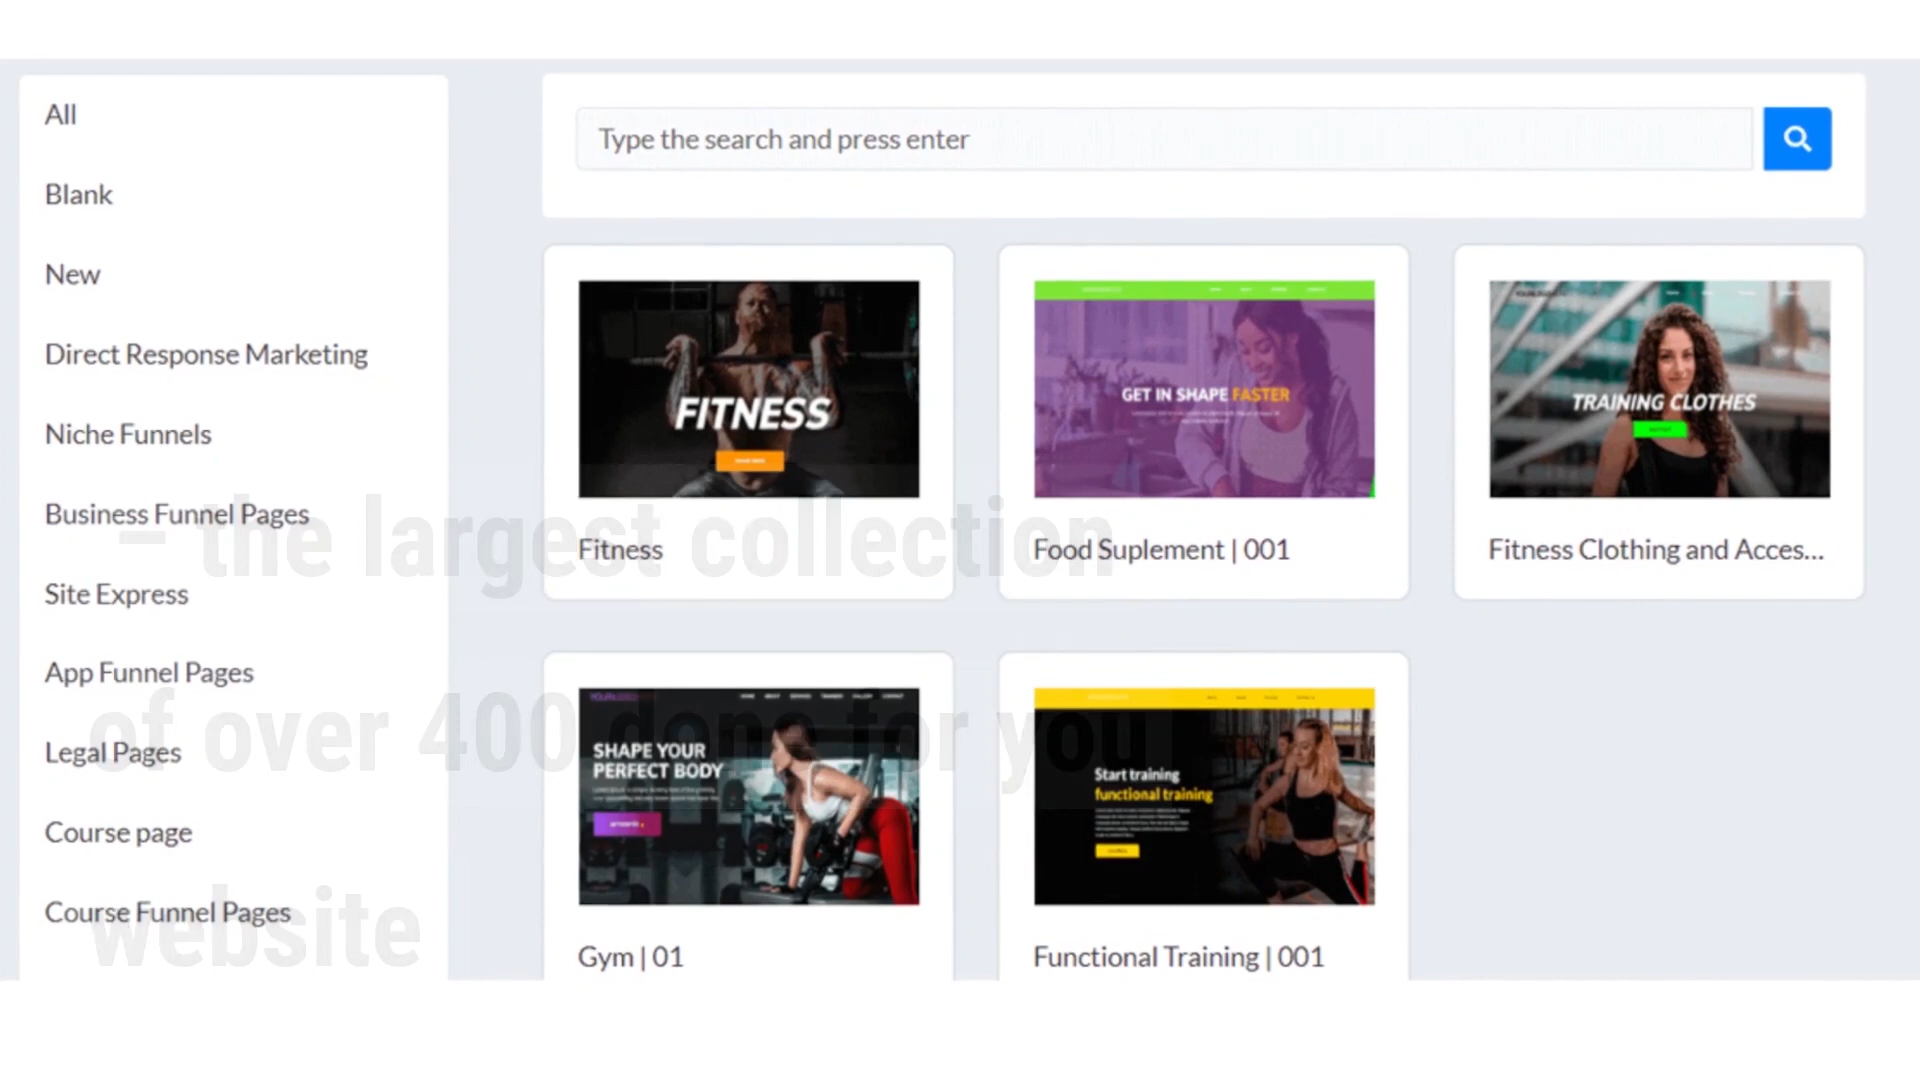 All
Blank
New
Direct Response Marketing
Niche Funnels
Business Funnel Pages
Site Express
App Funnel Pages
Legal Pages
Course page
Course Funnel Pages
Type the search and press enter
FITNESS
Fitness
GET IN SHAPE FASTER
Food Suplement | 001
TRAINING CLOTHES
Fitness Clothing and Acces...
SHAPE YOUR
PERFECT BODY
Gym | 01
Start training
functional training
Functional Training | 001
– the largest collection
of over 400 done for you
website